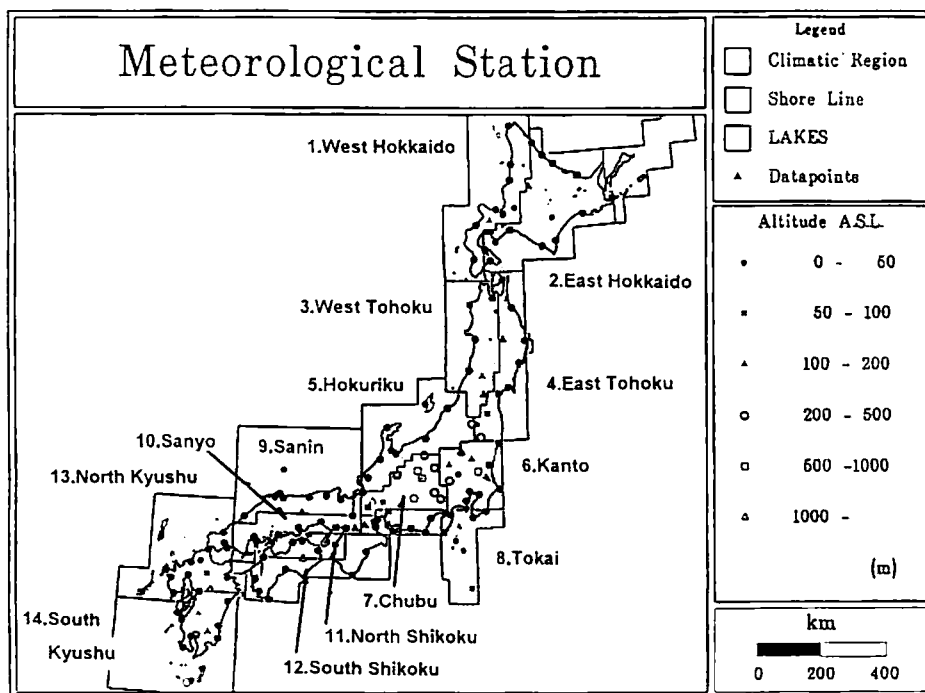 Meteorological Station
Legend
Climatic Region
Shore Line
LAKES
Datapoints
Altitude A.S.L.
0 - 50
50 - 100
100 - 200
200 - 500
500 -1000
1000 -
(m)
km
0 200 400
1.West Hokkaido
2.East Hokkaido
3.West Tohoku
4.East Tohoku
5.Hokuriku
10.Sanyo
9.Sanin
13.North Kyushu
6.Kanto
8.Tokai
7.Chubu
14.South
Kyushu
11.North Shikoku
12.South Shikoku